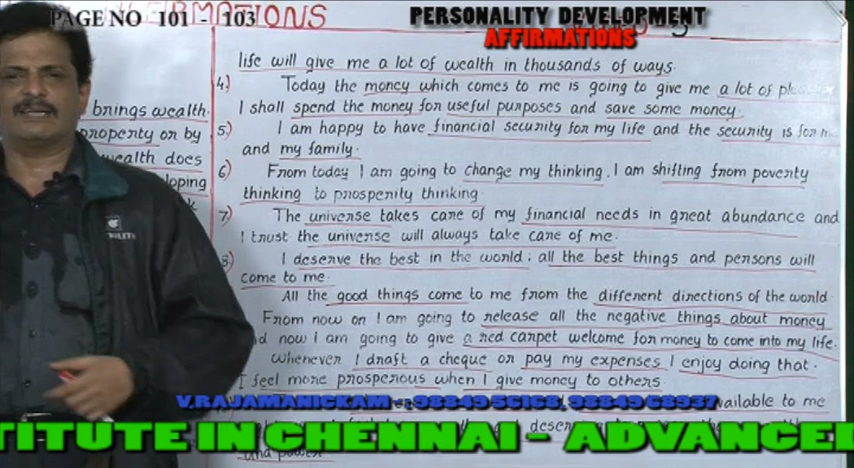 PAGE NO 101 - 103
PERSONALITY DEVELOPMENT
AFFIRMATIONS
brings wealth.
property or by
wealth does
life will give me a lot of wealth in thousands of ways.
4) Today the money which comes to me is going to give me a lot of
I shall spend the money for useful purposes and save some money.
5) I am happy to have financial security for my life and the security is for
and my family.
6) From today I am going to change my thinking. I am shifting from poverty
thinking to prosperity thinking
7) The universe takes care of my financial needs in great abundance and
I trust the universe will always take care of me.
8) I deserve the best in the world; all the best things and persons will
come to me.
All the good things come to me from the different directions of the world
From now on I am going to release all the negative things about money
now I am going to give a red carpet welcome for money to come into my life.
Whenever I draft a cheque or pay my expenses I enjoy doing that.
I feel more prosperous when I give money to others
V.RAJAMANICKAM - 9884956168, 9884968937
available to me
TITUTE IN CHENNAI - ADVANCED
and power